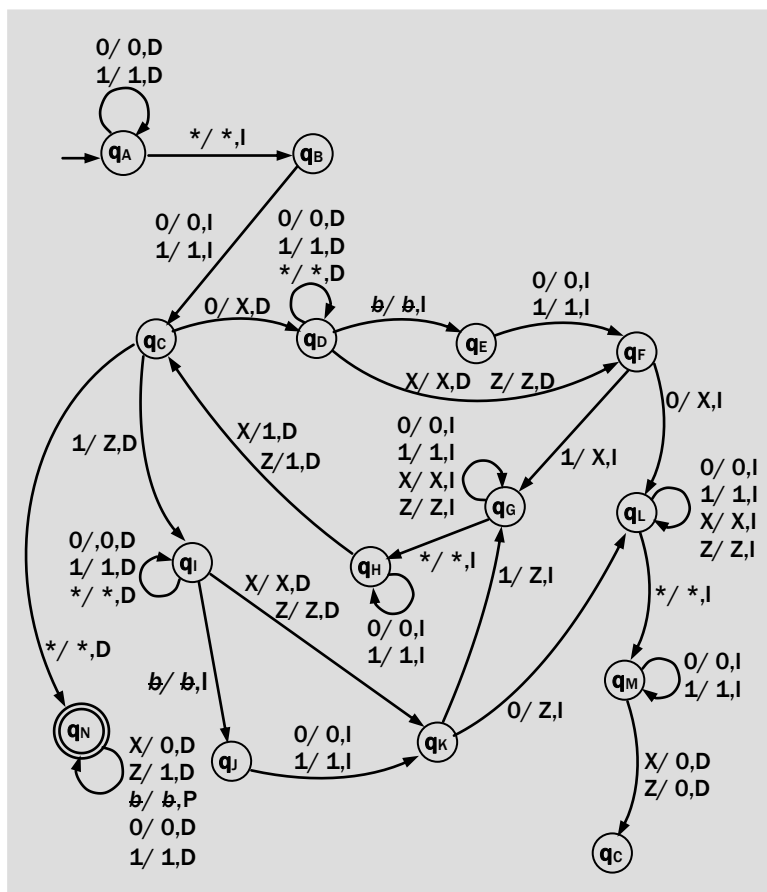 0/ 0,D
1/ 1,D
qA
*/ *,I
qB
0/ 0,I
1/ 1,I
0/ 0,D
1/ 1,D
*/ *,D
0/ 0,I
1/ 1,I
qC
0/ X,D
qD
ƀ/ ƀ,I
qE
qF
X/ X,D Z/ Z,D
0/ X,I
1/ Z,D
X/1,D
Z/1,D
0/ 0,I
1/ 1,I
X/ X,I
Z/ Z,I
1/ X,I
qG
0/ 0,I
1/ 1,I
X/ X,I
Z/ Z,I
qL
0/,0,D
1/ 1,D
*/ *,D
qI
X/ X,D
Z/ Z,D
qH
*/ *,I
1/ Z,I
0/ 0,I
1/ 1,I
*/ *,I
*/ *,D
ƀ/ ƀ,I
0/ Z,I
qM
0/ 0,I
1/ 1,I
qN
X/ 0,D
Z/ 1,D
ƀ/ ƀ,P
0/ 0,D
1/ 1,D
qJ
0/ 0,I
1/ 1,I
qK
X/ 0,D
Z/ 0,D
qC